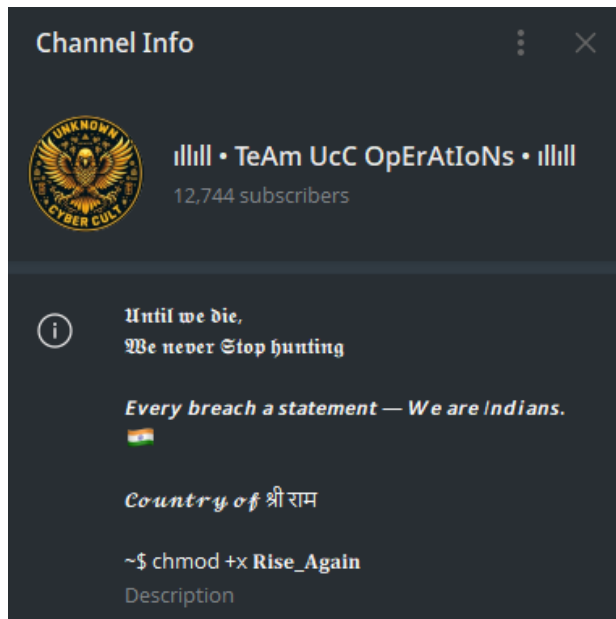 Channel Info
UNKNOWN
CYBER CULT
ıllıll • TeAm UcC OpErAtIoNs • ıllıll
12,744 subscribers
𝖀𝖓𝖙𝖎𝖑 𝖜𝖊 𝖉𝖎𝖊,
𝖂𝖊 𝖓𝖊𝖛𝖊𝖗 𝕾𝖙𝖔𝖕 𝖍𝖚𝖓𝖙𝖎𝖓𝖌
Every breach a statement — We are Indians.
🇮🇳
𝓒𝓸𝓾𝓷𝓽𝓻𝔂 𝓸𝓯 श्री राम
~$ chmod +x 𝐑𝐢𝐬𝐞_𝐀𝐠𝐚𝐢𝐧
Description